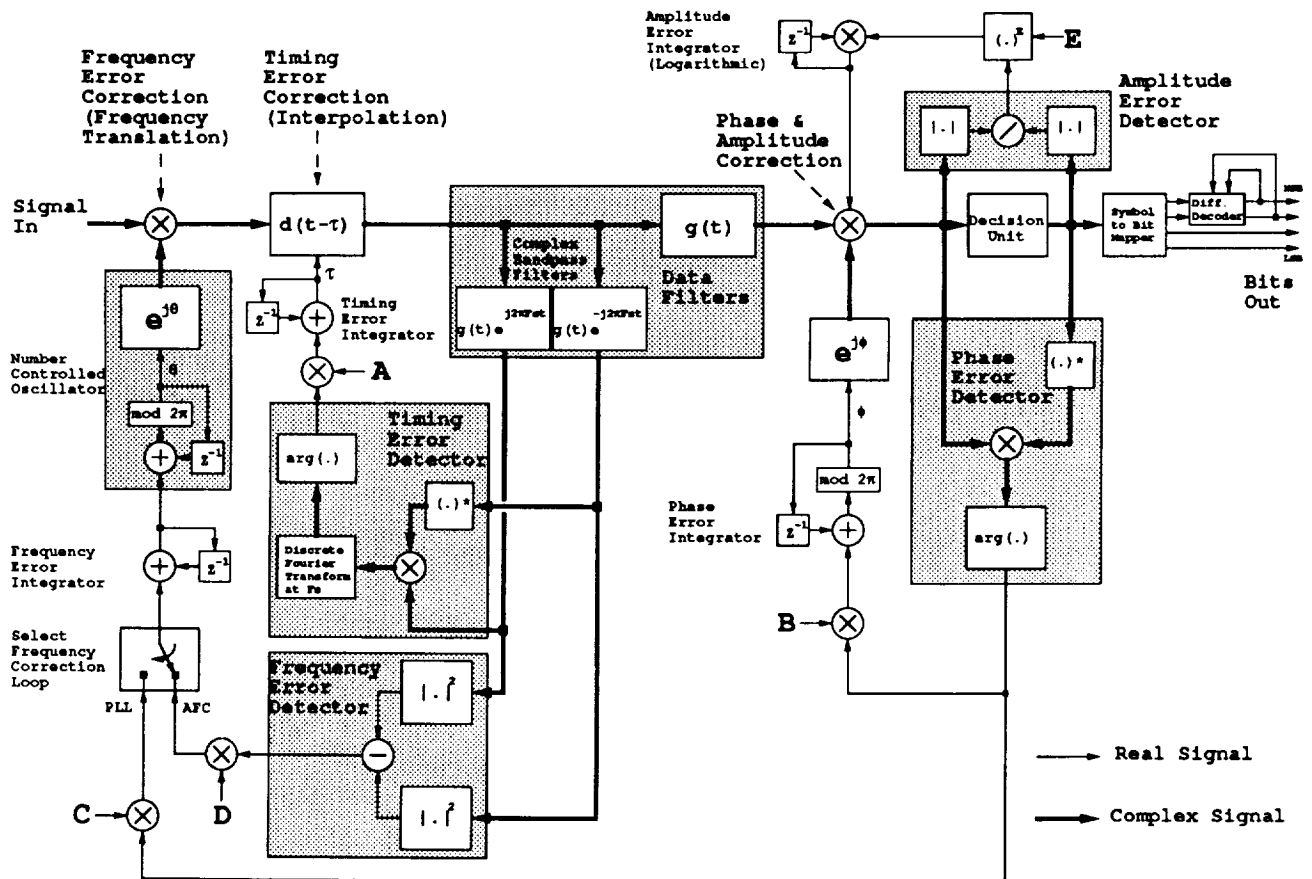 Frequency
Error
Correction
(Frequency
Translation)
Timing
Error
Correction
(Interpolation)
Amplitude
Error
Integrator
(Logarithmic)
z⁻¹
×
(.)ᴱ
E
Amplitude
Error
Detector
|.|
/
|.|
Phase &
Amplitude
Correction
Signal
In
×
d(t-τ)
g(t)
×
Decision
Unit
Symbol
to Bit
Mapper
Diff.
Decoder
MSB
LSB
Bits
Out
Complex
Bandpass
Filters
Data
Filters
g(t)e^j2πFst
g(t)e^-j2πFst
τ
z⁻¹
+
Timing
Error
Integrator
×
A
e^jθ
Number
Controlled
Oscillator
θ
mod 2π
+
z⁻¹
Timing
Error
Detector
arg(.)
(.)*
Discrete
Fourier
Transform
at Fs
×
e^jϕ
ϕ
mod 2π
Phase
Error
Integrator
z⁻¹
+
B
×
Phase
Error
Detector
(.)*
×
arg(.)
Frequency
Error
Integrator
+
z⁻¹
Select
Frequency
Correction
Loop
PLL
AFC
Frequency
Error
Detector
|.|²
−
|.|²
×
D
C
×
Real Signal
Complex Signal